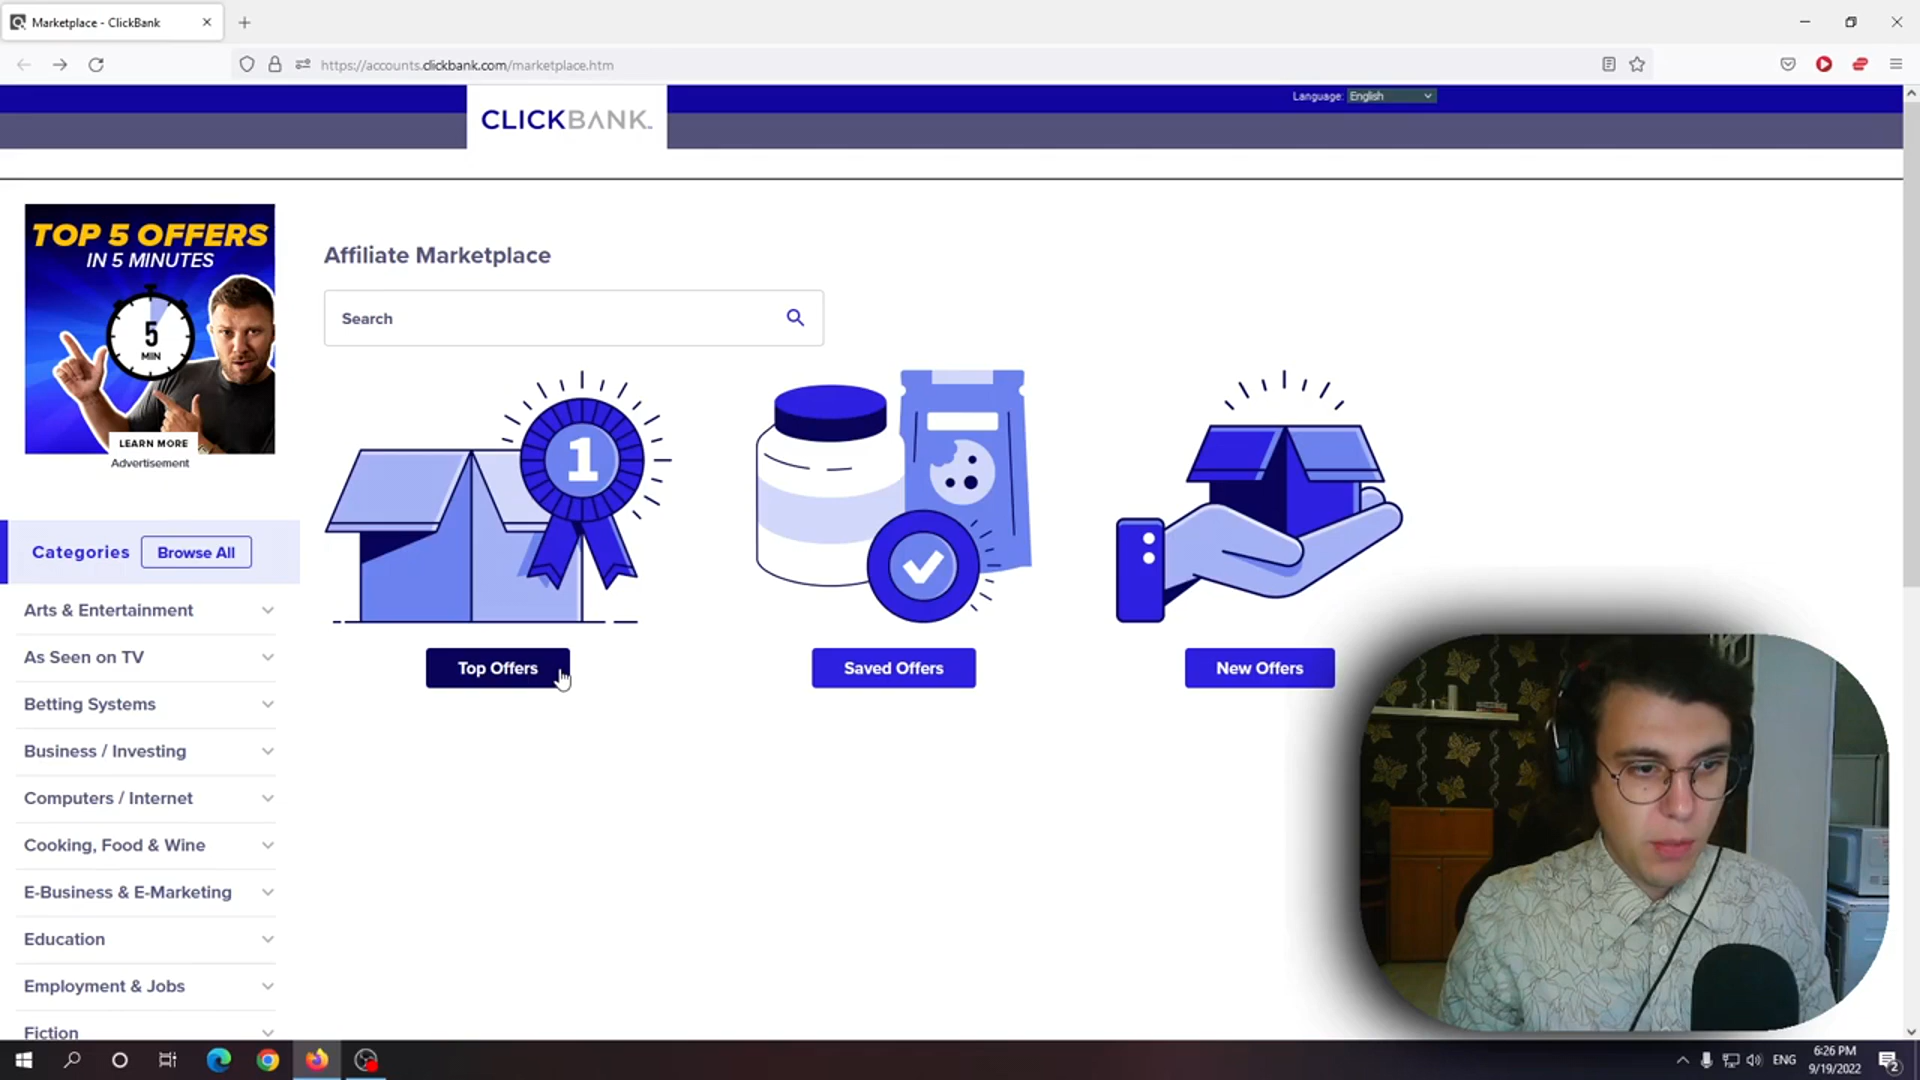 Marketplace - ClickBank
https://accounts.clickbank.com/marketplace.htm
Language: English
CLICKBANK.
TOP 5 OFFERS
IN 5 MINUTES
5
MIN
LEARN MORE
Advertisement
Affiliate Marketplace
Search
1
Top Offers
Saved Offers
New Offers
Categories
Browse All
Arts & Entertainment
As Seen on TV
Betting Systems
Business / Investing
Computers / Internet
Cooking, Food & Wine
E-Business & E-Marketing
Education
Employment & Jobs
Fiction
ENG
6:26 PM
9/19/2022
2